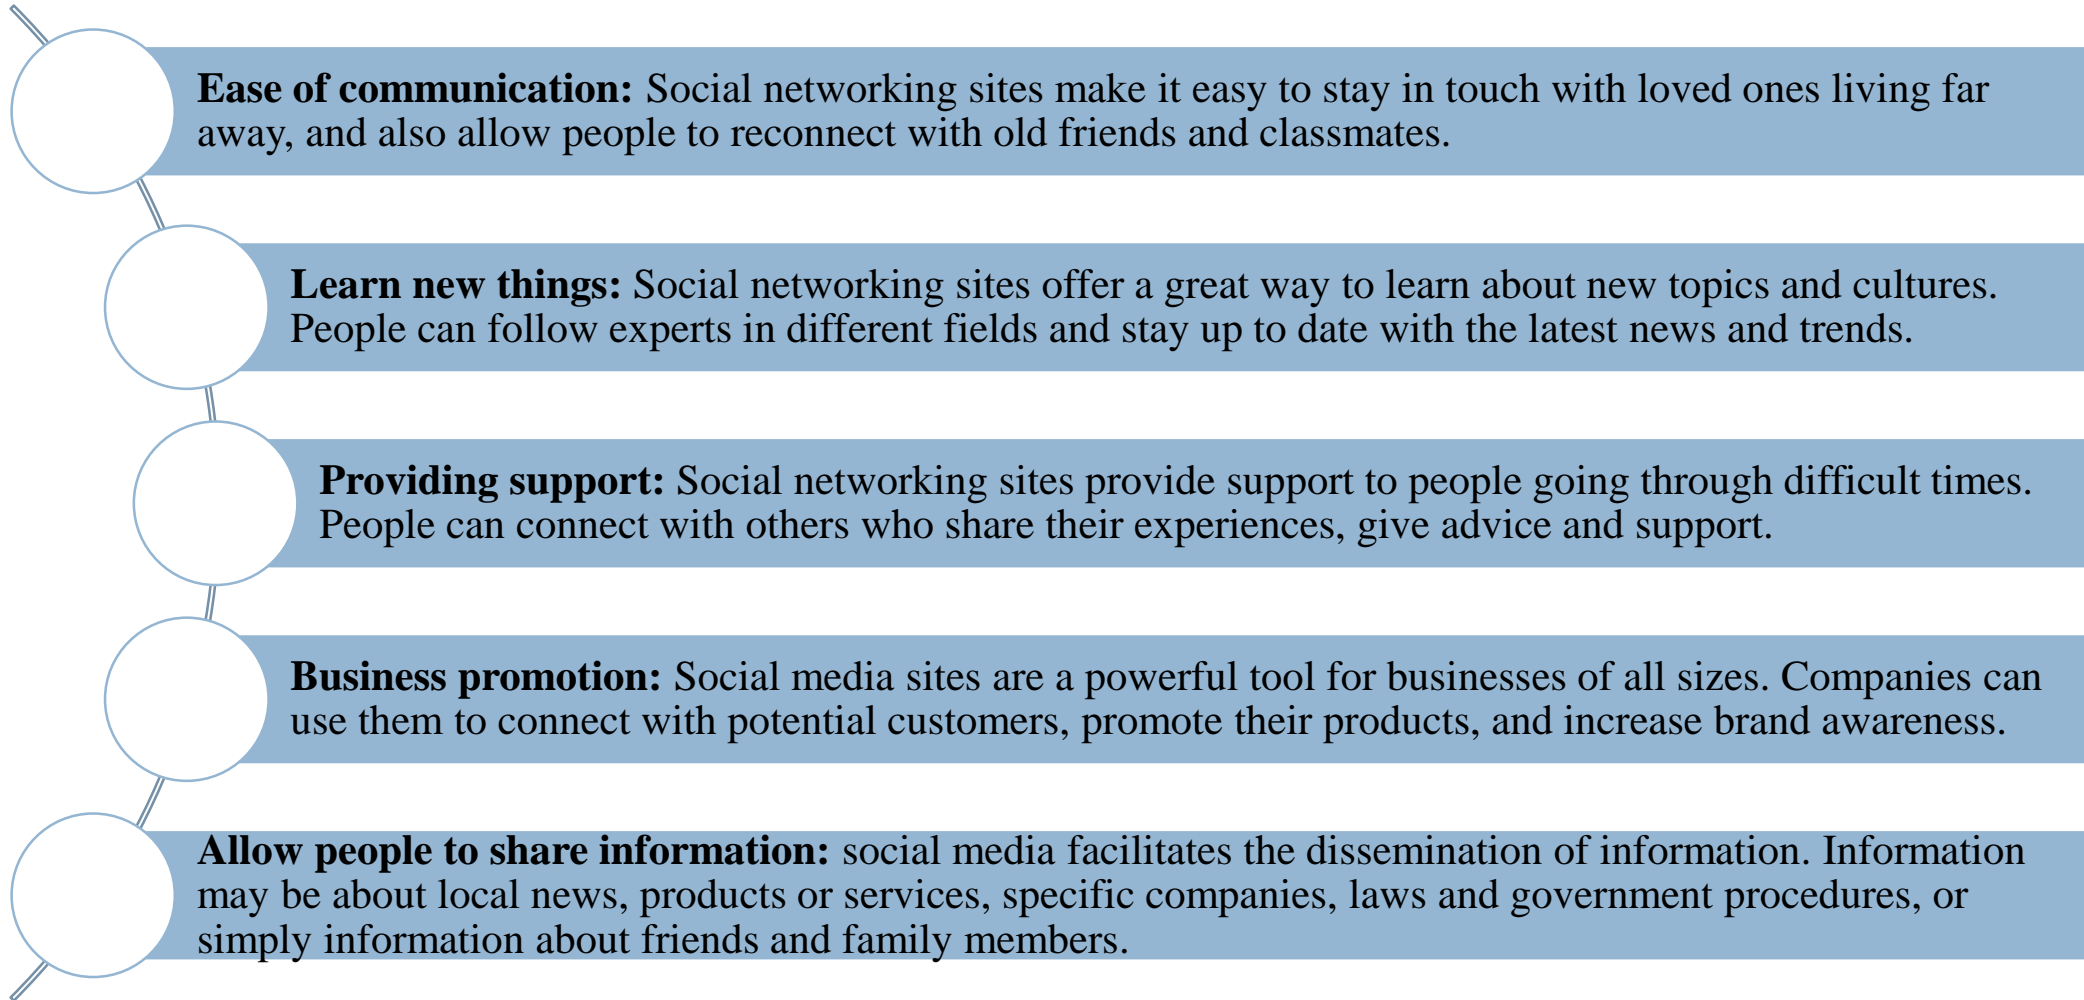 Ease of communication: Social networking sites make it easy to stay in touch with loved ones living far
away, and also allow people to reconnect with old friends and classmates.
Learn new things: Social networking sites offer a great way to learn about new topics and cultures.
People can follow experts in different fields and stay up to date with the latest news and trends.
Providing support: Social networking sites provide support to people going through difficult times.
People can connect with others who share their experiences, give advice and support.
Business promotion: Social media sites are a powerful tool for businesses of all sizes. Companies can
use them to connect with potential customers, promote their products, and increase brand awareness.
Allow people to share information: social media facilitates the dissemination of information. Information
may be about local news, products or services, specific companies, laws and government procedures, or
simply information about friends and family members.